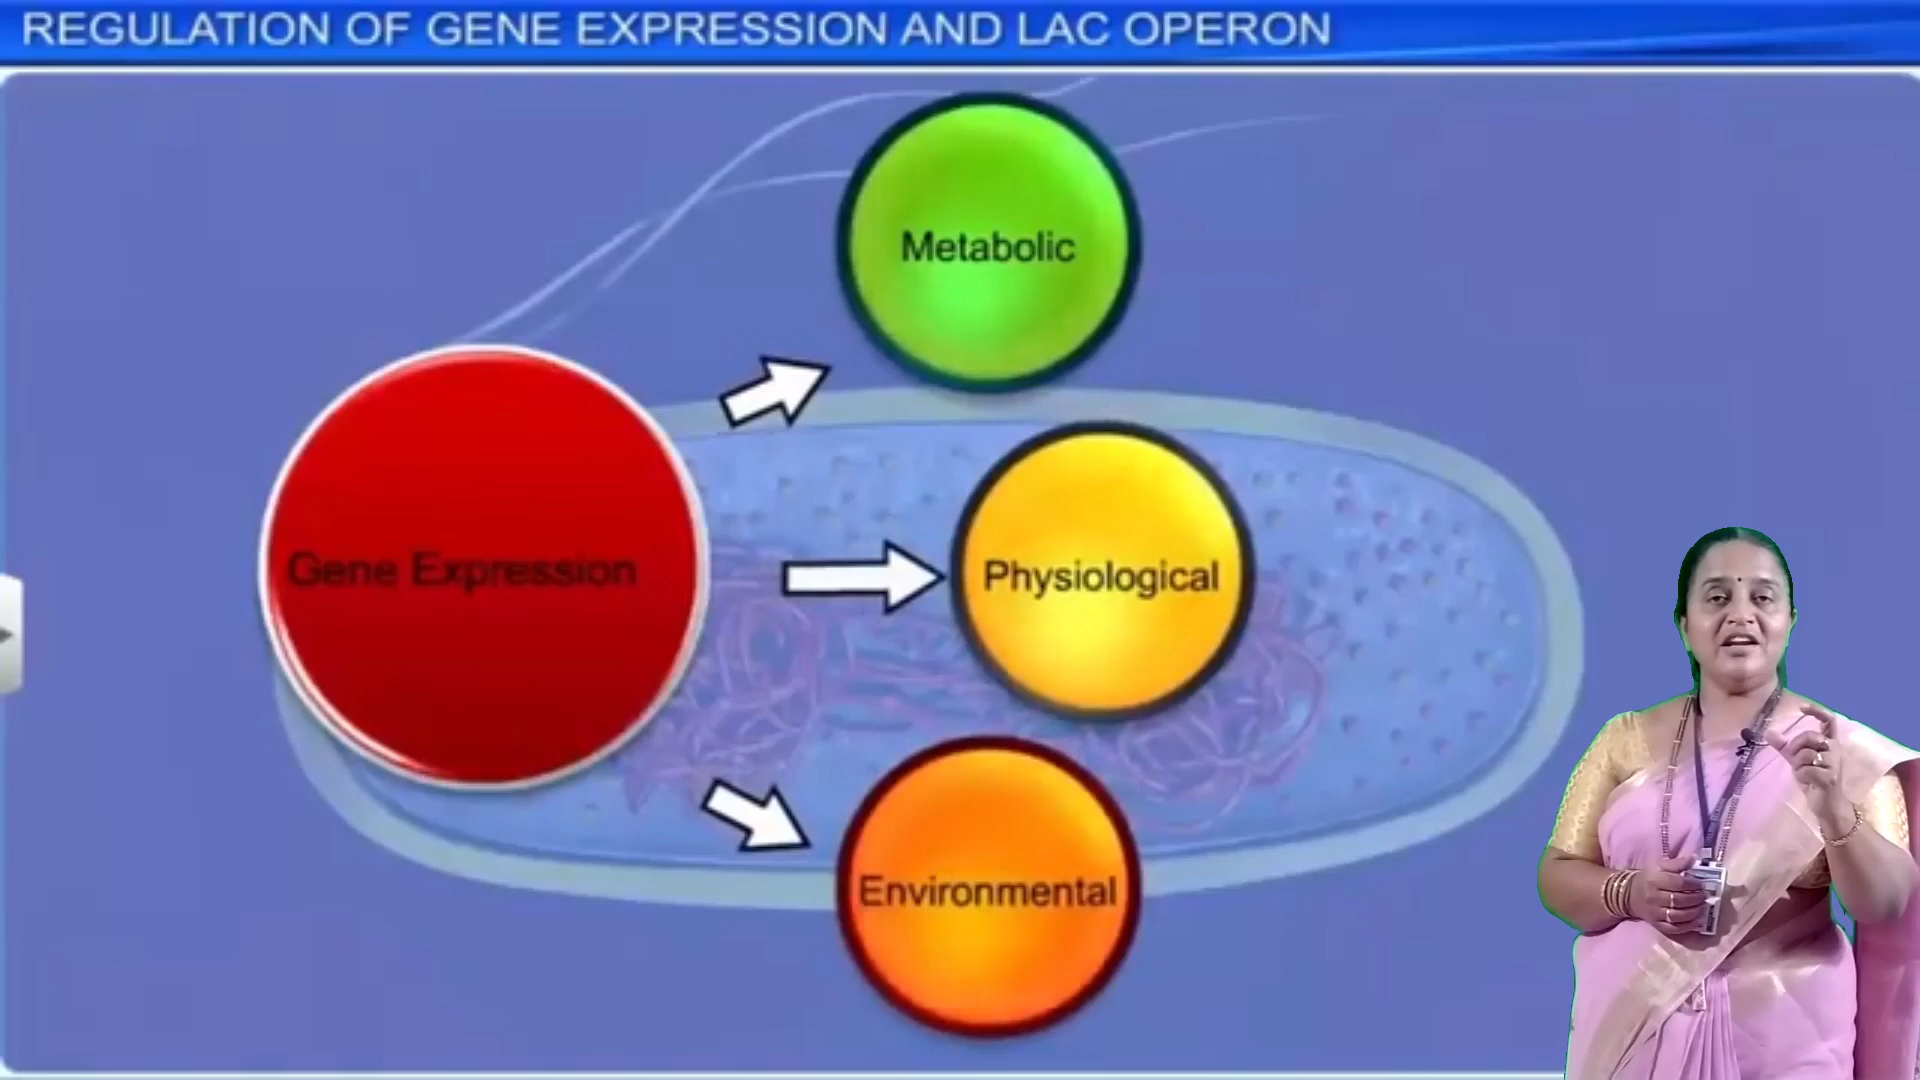 REGULATION OF GENE EXPRESSION AND LAC OPERON
Metabolic
Gene Expression
Physiological
Environmental